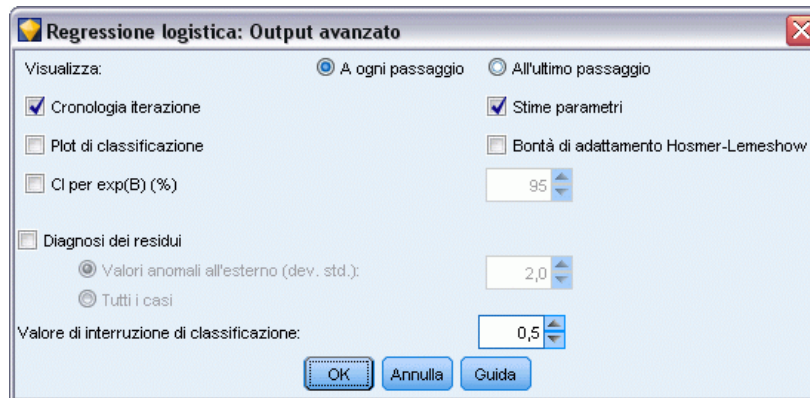 Regressione logistica: Output avanzato
Visualizza: A ogni passaggio All'ultimo passaggio
Cronologia iterazione Stime parametri
Plot di classificazione Bontà di adattamento Hosmer-Lemeshow
CI per exp(B) (%) 95
Diagnosi dei residui
Valori anomali all'esterno (dev. std.): 2,0
Tutti i casi
Valore di interruzione di classificazione: 0,5
OK Annulla Guida